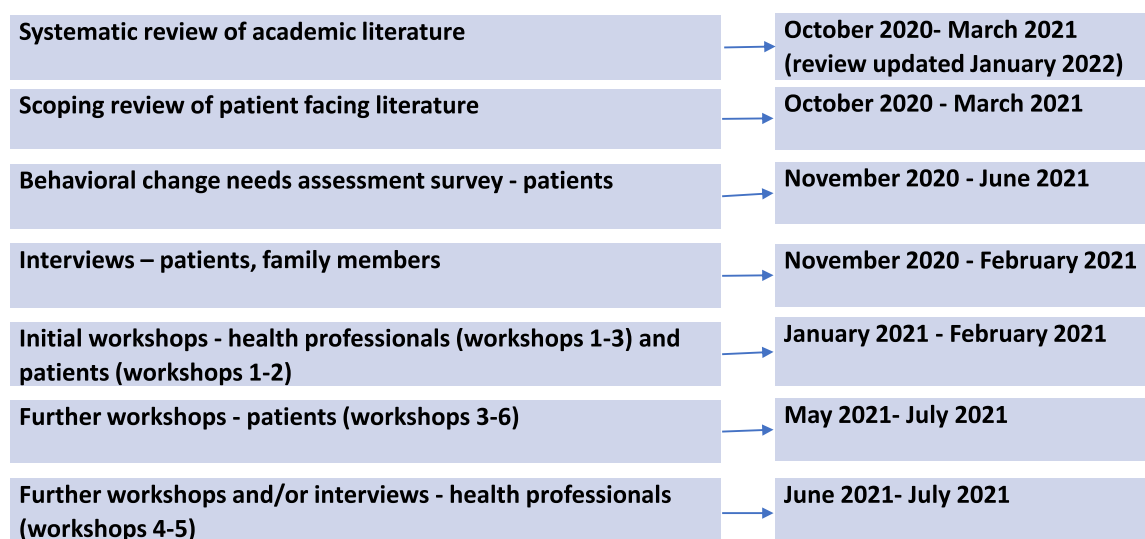 Systematic review of academic literature
October 2020- March 2021
(review updated January 2022)
Scoping review of patient facing literature
October 2020 - March 2021
Behavioral change needs assessment survey - patients
November 2020 - June 2021
Interviews – patients, family members
November 2020 - February 2021
Initial workshops - health professionals (workshops 1-3) and
patients (workshops 1-2)
January 2021 - February 2021
Further workshops - patients (workshops 3-6)
May 2021- July 2021
Further workshops and/or interviews - health professionals
(workshops 4-5)
June 2021- July 2021